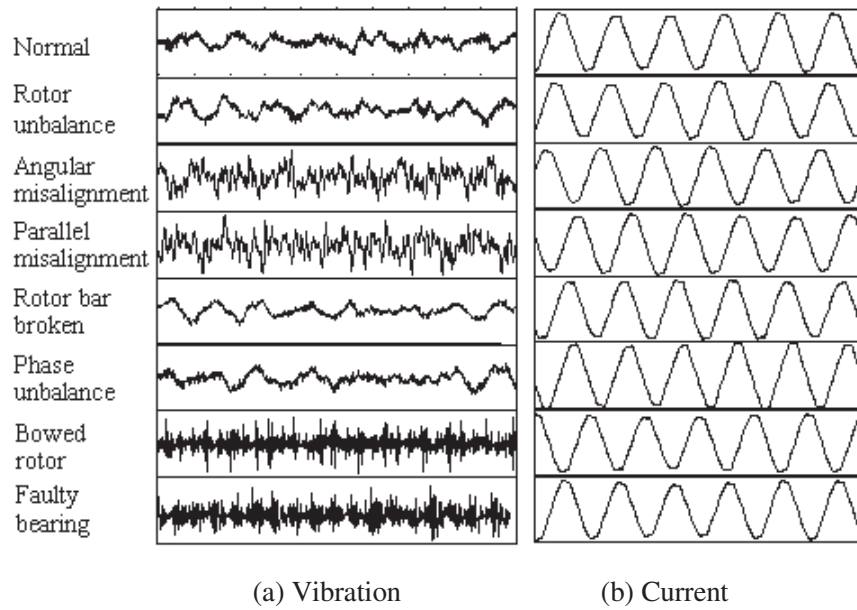 Normal
Rotor
unbalance
Angular
misalignment
Parallel
misalignment
Rotor bar
broken
Phase
unbalance
Bowed
rotor
Faulty
bearing
(a) Vibration
(b) Current